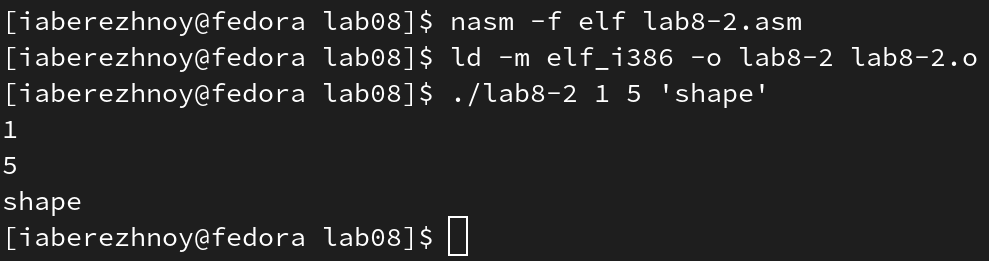 [iaberezhnoy@fedora lab08]$ nasm -f elf lab8-2.asm
[iaberezhnoy@fedora lab08]$ ld -m elf_i386 -o lab8-2 lab8-2.o
[iaberezhnoy@fedora lab08]$ ./lab8-2 1 5 'shape'
1
5
shape
[iaberezhnoy@fedora lab08]$